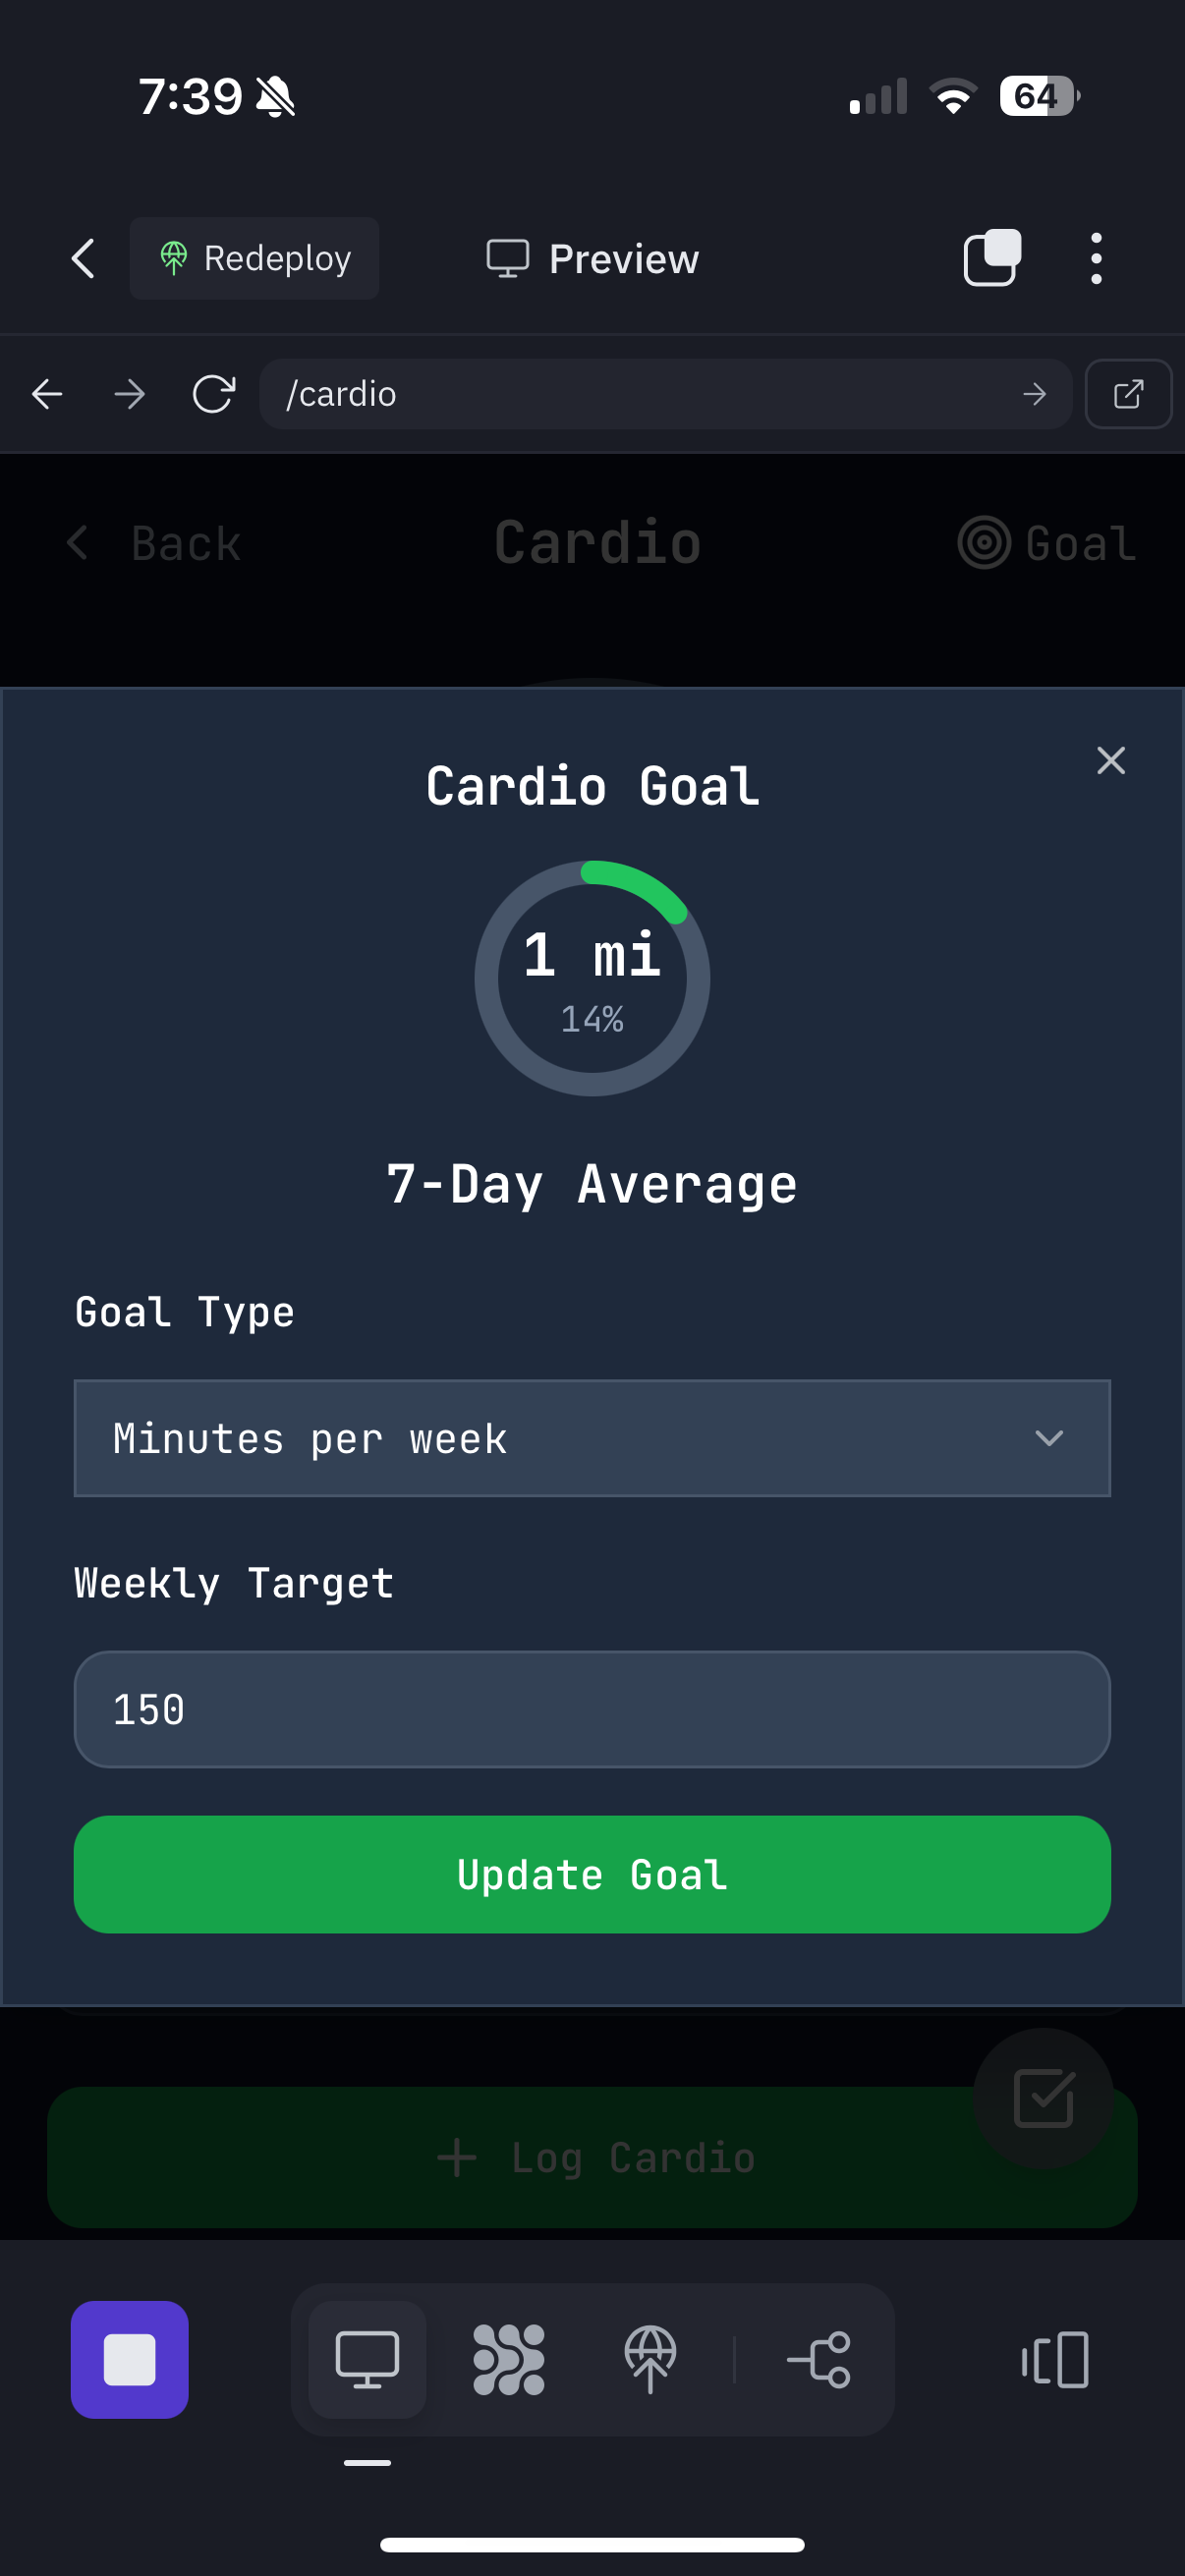 7:39
64
Redeploy
Preview
/cardio
Back
Cardio
Goal
Cardio Goal
1 mi
14%
7-Day Average
Goal Type
Minutes per week
Weekly Target
150
Update Goal
Log Cardio